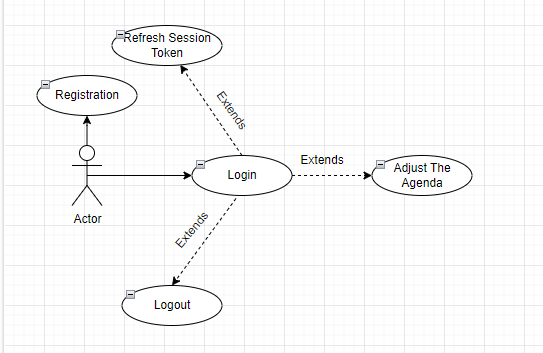 Refresh Session
Token
Extends
Registration
Extends
Login
Adjust The
Agenda
Actor
Extends
Logout